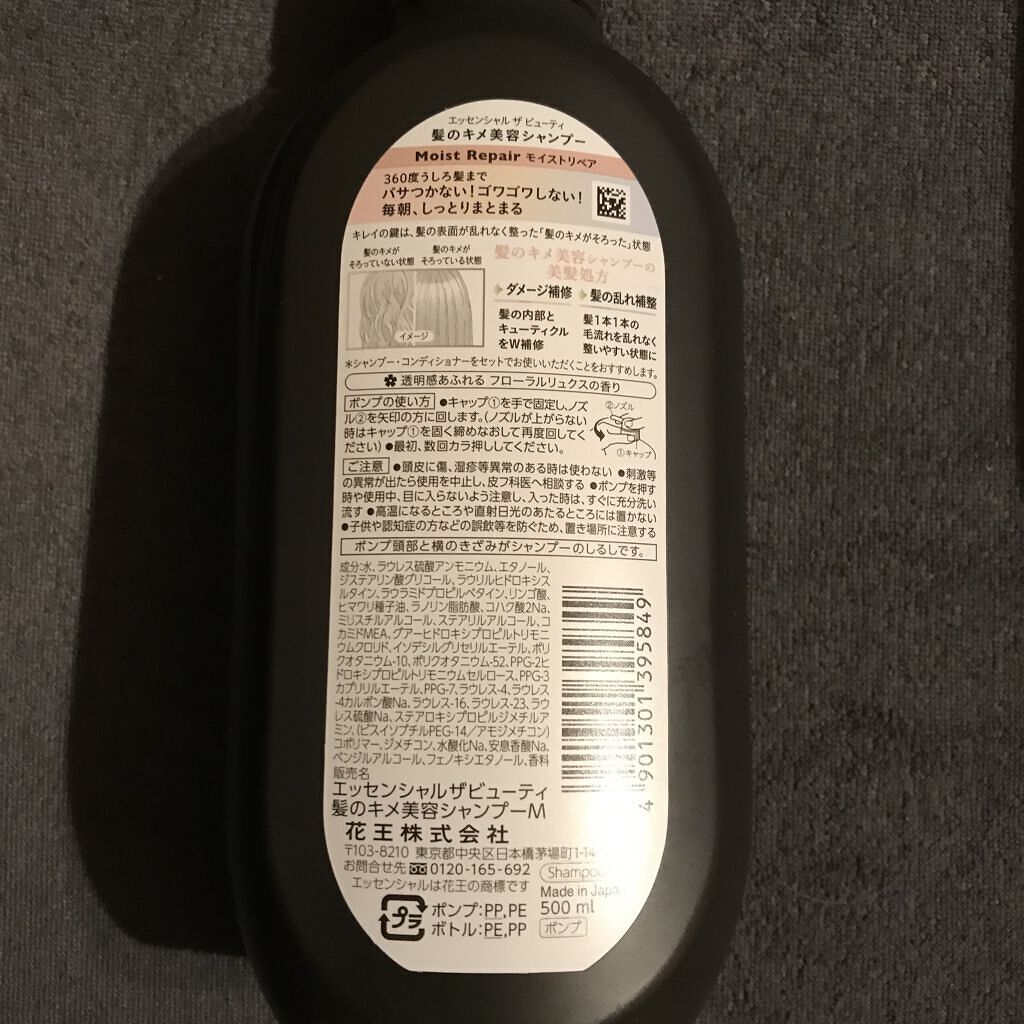 エッセンシャル ザ ビューティ
髪のキメ美容シャンプー
Moist Repair モイストリペア
360度うしろ髪まで
パサつかない!ゴワゴワしない!
毎朝、しっとりまとまる
キレイの鍵は、髪の表面が乱れなく整った「髪のキメがそろった」状態
髪のキメが
そろっていない状態
髪のキメが
そろっている状態
イメージ
髪のキメ美容シャンプーの
美髪処方
ダメージ補修
髪の内部と
キューティクル
をW補修
髪の乱れ補整
髪1本1本の
毛流れを乱れなく
整いやすい状態に
＊シャンプー・コンディショナーをセットでお使いいただくことをおすすめします。
透明感あふれる フローラルリュクスの香り
ポンプの使い方 ●キャップ①を手で固定し、ノズ
ル②を矢印の方に回します。(ノズルが上がらない
時はキャップ①を固く締めなおして再度回してく
ださい) ●最初、数回カラ押ししてください。
②ノズル
①キャップ
ご注意 ●頭皮に傷、湿疹等異常のある時は使わない ●刺激等
の異常が出たら使用を中止し、皮フ科医へ相談する ●ポンプを押す
時や使用中、目に入らないよう注意し、入った時は、すぐに充分洗い
流す ●高温になるところや直射日光のあたるところには置かない
●子供や認知症の方などの誤飲等を防ぐため、置き場所に注意する
ポンプ頭部と横のきざみがシャンプーのしるしです。
成分:水、ラウレス硫酸アンモニウム、エタノール、
ジステアリン酸グリコール、ラウリルヒドロキシス
ルタイン、ラウラミドプロピルベタイン、リンゴ酸、
ヒマワリ種子油、ラノリン脂肪酸、コハク酸2Na、
ミリスチルアルコール、ステアリルアルコール、コ
カミドMEA、グアーヒドロキシプロピルトリモニ
ウムクロリド、イソデシルグリセリルエーテル、ポリ
クオタニウム-10、ポリクオタニウム-52、PPG-2ヒ
ドロキシプロピルトリモニウムセルロース、PPG-3
カプリリルエーテル、PPG-7、ラウレス-4、ラウレス
-4カルボン酸Na、ラウレス-16、ラウレス-23、ラウ
レス硫酸Na、ステアロキシプロピルジメチルア
ミン、(ビスイソブチルPEG-14/アモジメチコン)
コポリマー、ジメチコン、水酸化Na、安息香酸Na、
ベンジルアルコール、フェノキシエタノール、香料
4 901301 395849
販売名
エッセンシャルザビューティ
髪のキメ美容シャンプーM
花王株式会社
〒103-8210 東京都中央区日本橋茅場町1-14
お問合せ先 0120-165-692
エッセンシャルは花王の商標です
Shampoo
Made in Japan
500 ml
ポンプ
プラ
ポンプ:PP,PE
ボトル:PE,PP